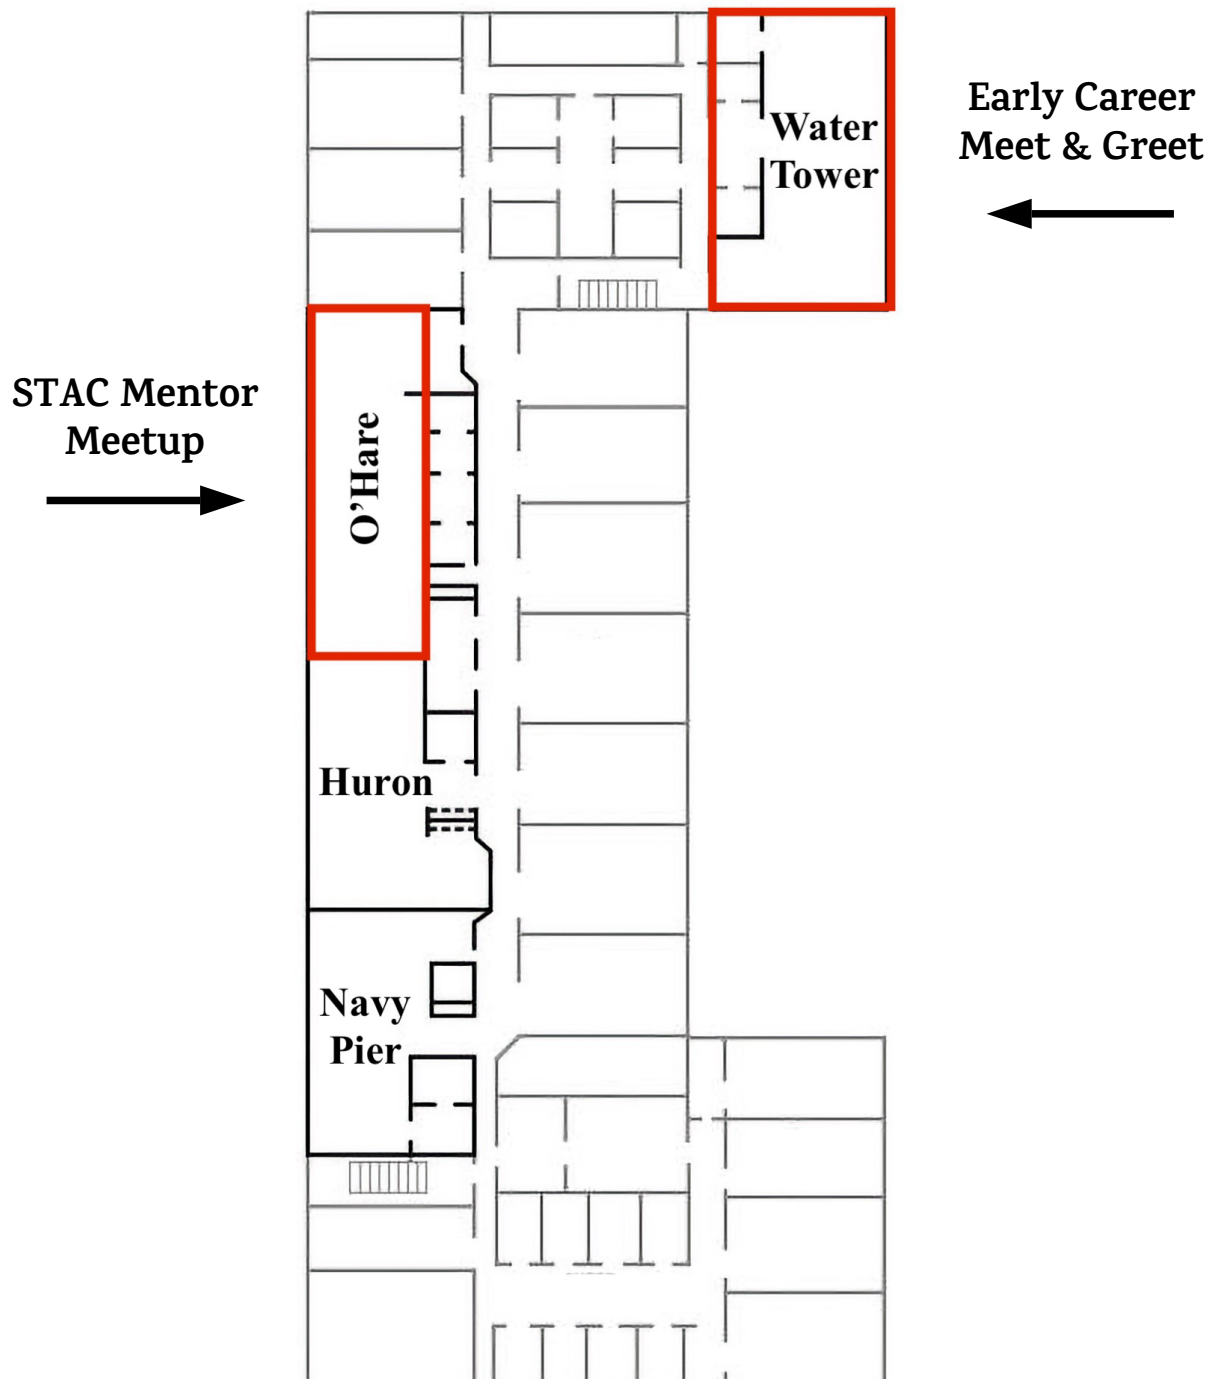 Early Career
Meet & Greet
Water
Tower
STAC Mentor
Meetup
O'Hare
Huron
Navy
Pier